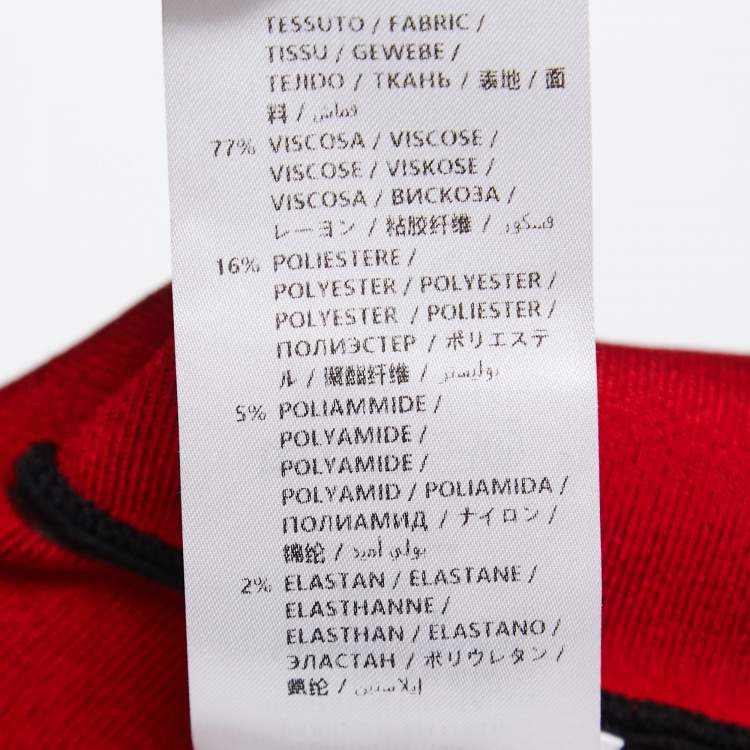 TESSUTO / FABRIC /
TISSU / GEWEBE /
TEJIDO / ТКАНЬ / 表地 / 面
料 / قماش
77% VISCOSA / VISCOSE /
VISCOSE / VISKOSE /
VISCOSA / ВИСКОЗА /
レーヨン / 粘胶纤维 / فسكوز
16% POLIESTERE /
POLYESTER / POLYESTER /
POLYESTER / POLIESTER /
ПОЛИЭСТЕР / ポリエステ
ル / 聚酯纤维 / بوليستر
5% POLIAMMIDE /
POLYAMIDE /
POLYAMIDE /
POLYAMID / POLIAMIDA /
ПОЛИАМИД / ナイロン /
锦纶 / بولي أميد
2% ELASTAN / ELASTANE /
ELASTHANNE /
ELASTHAN / ELASTANO /
ЭЛАСТАН / ポリウレタン /
氨纶 / إيلاستين